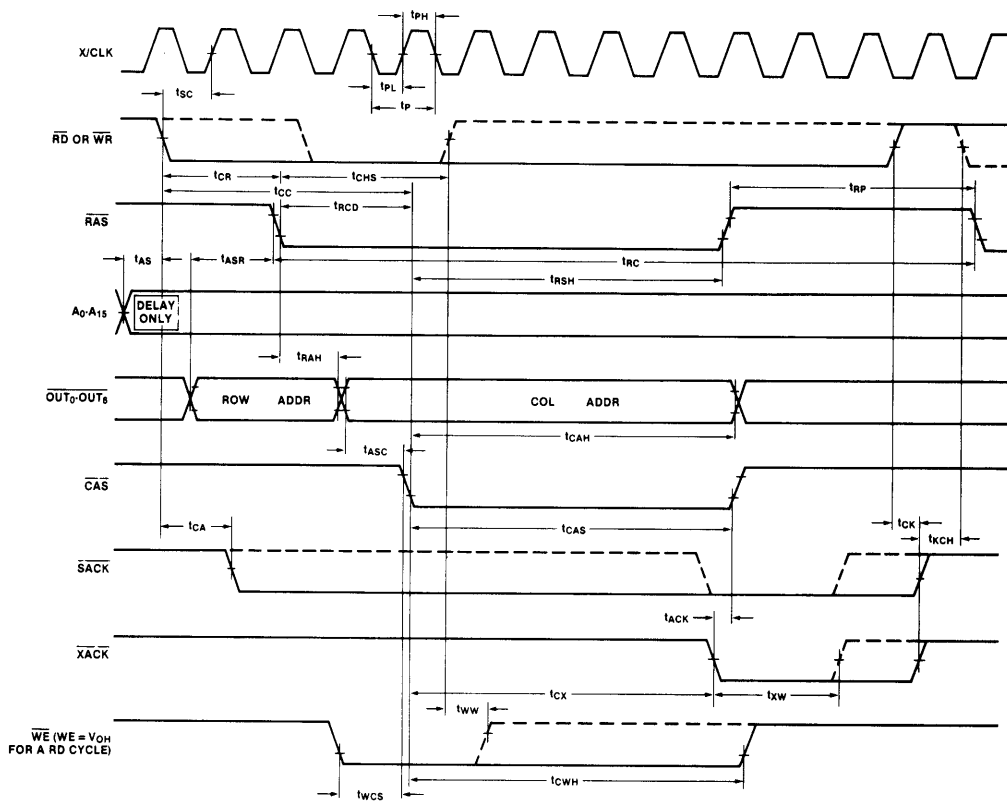 tPH
X/CLK
tSC
tPL
tP
RD OR WR
tCR
tCHS
tCC
tRCD
tRP
RAS
tAS
tASR
tRC
tRSH
A0-A15
DELAY
ONLY
tRAH
OUT0-OUT8
ROW ADDR
COL ADDR
tCAH
tASC
CAS
tCA
tCAS
tCK
tKCH
SACK
tACK
XACK
tCX
tXW
tWW
WE (WE = VOH
FOR A RD CYCLE)
tCWH
tWCS